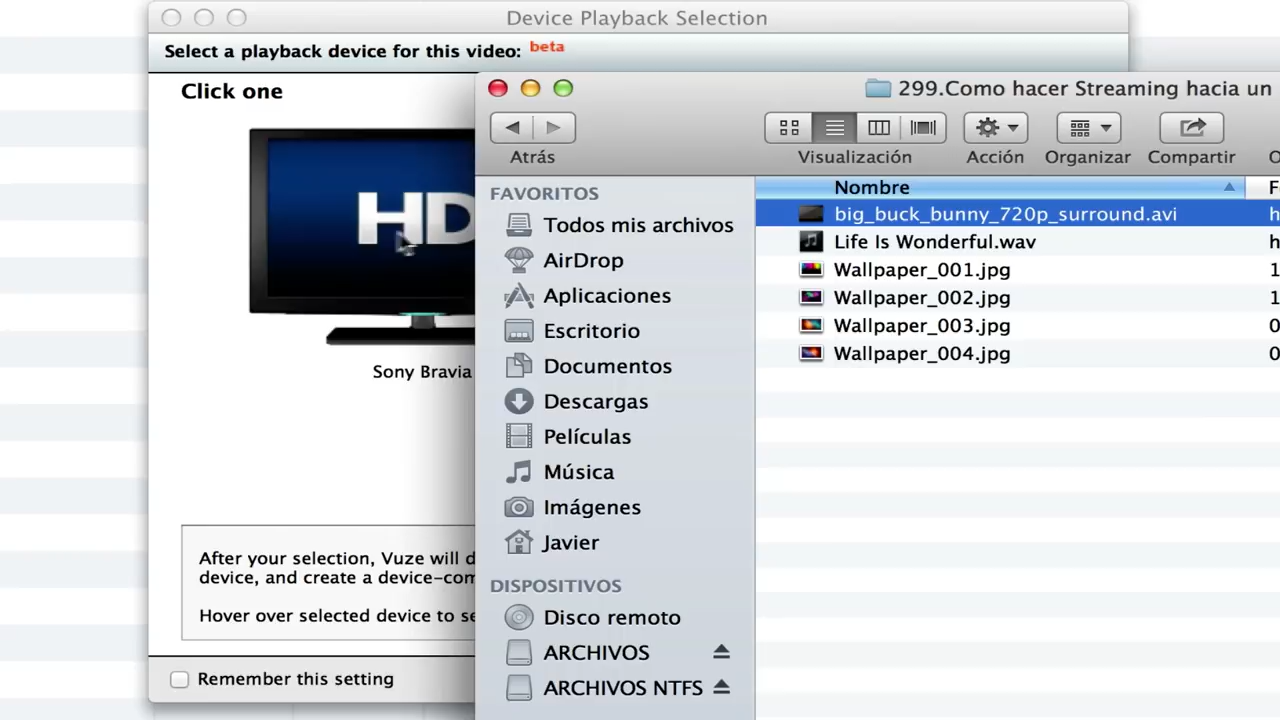 Device Playback Selection
Select a playback device for this video: beta
Click one
HD
Sony Bravia
After your selection, Vuze will d
device, and create a device-com
Hover over selected device to se
Remember this setting
299.Como hacer Streaming hacia un
Atrás
Visualización
Acción
Organizar
Compartir
FAVORITOS
Todos mis archivos
AirDrop
Aplicaciones
Escritorio
Documentos
Descargas
Películas
Música
Imágenes
Javier
DISPOSITIVOS
Disco remoto
ARCHIVOS
ARCHIVOS NTFS
Nombre
big_buck_bunny_720p_surround.avi
Life Is Wonderful.wav
Wallpaper_001.jpg
Wallpaper_002.jpg
Wallpaper_003.jpg
Wallpaper_004.jpg